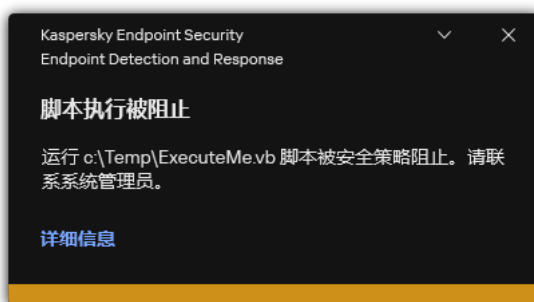 Kaspersky Endpoint Security
Endpoint Detection and Response
脚本执行被阻止
运行 c:\Temp\ExecuteMe.vb 脚本被安全策略阻止。请联
系系统管理员。
详细信息